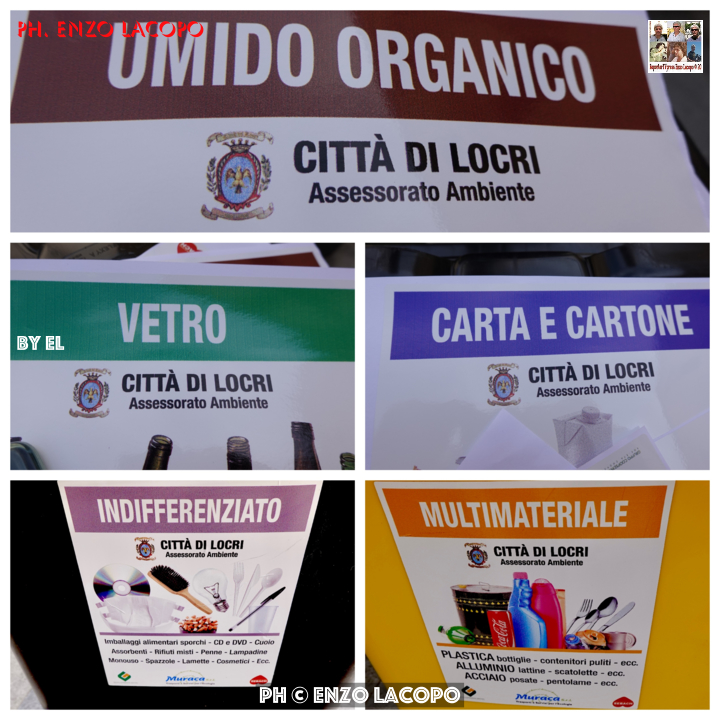 PH. ENZO LACOPO
UMIDO ORGANICO
CITTÀ DI LOCRI
Assessorato Ambiente
VETRO
BY EL
CITTÀ DI LOCRI
Assessorato Ambiente
CARTA E CARTONE
CITTÀ DI LOCRI
Assessorato Ambiente
INDIFFERENZIATO
CITTÀ DI LOCRI
Assessorato Ambiente
Imballaggi alimentari sporchi - CD e DVD - Cuoio
Assorbenti - Rifiuti misti - Penne - Lampadine
Monouso - Spazzole - Lamette - Cosmetici - Ecc.
Muraca
MULTIMATERIALE
CITTÀ DI LOCRI
Assessorato Ambiente
Coca-Cola
PLASTICA bottiglie - contenitori puliti - ecc.
ALLUMINIO lattine - scatolette - ecc.
ACCIAIO posate - pentolame - ecc.
Muraca
PH © ENZO LACOPO